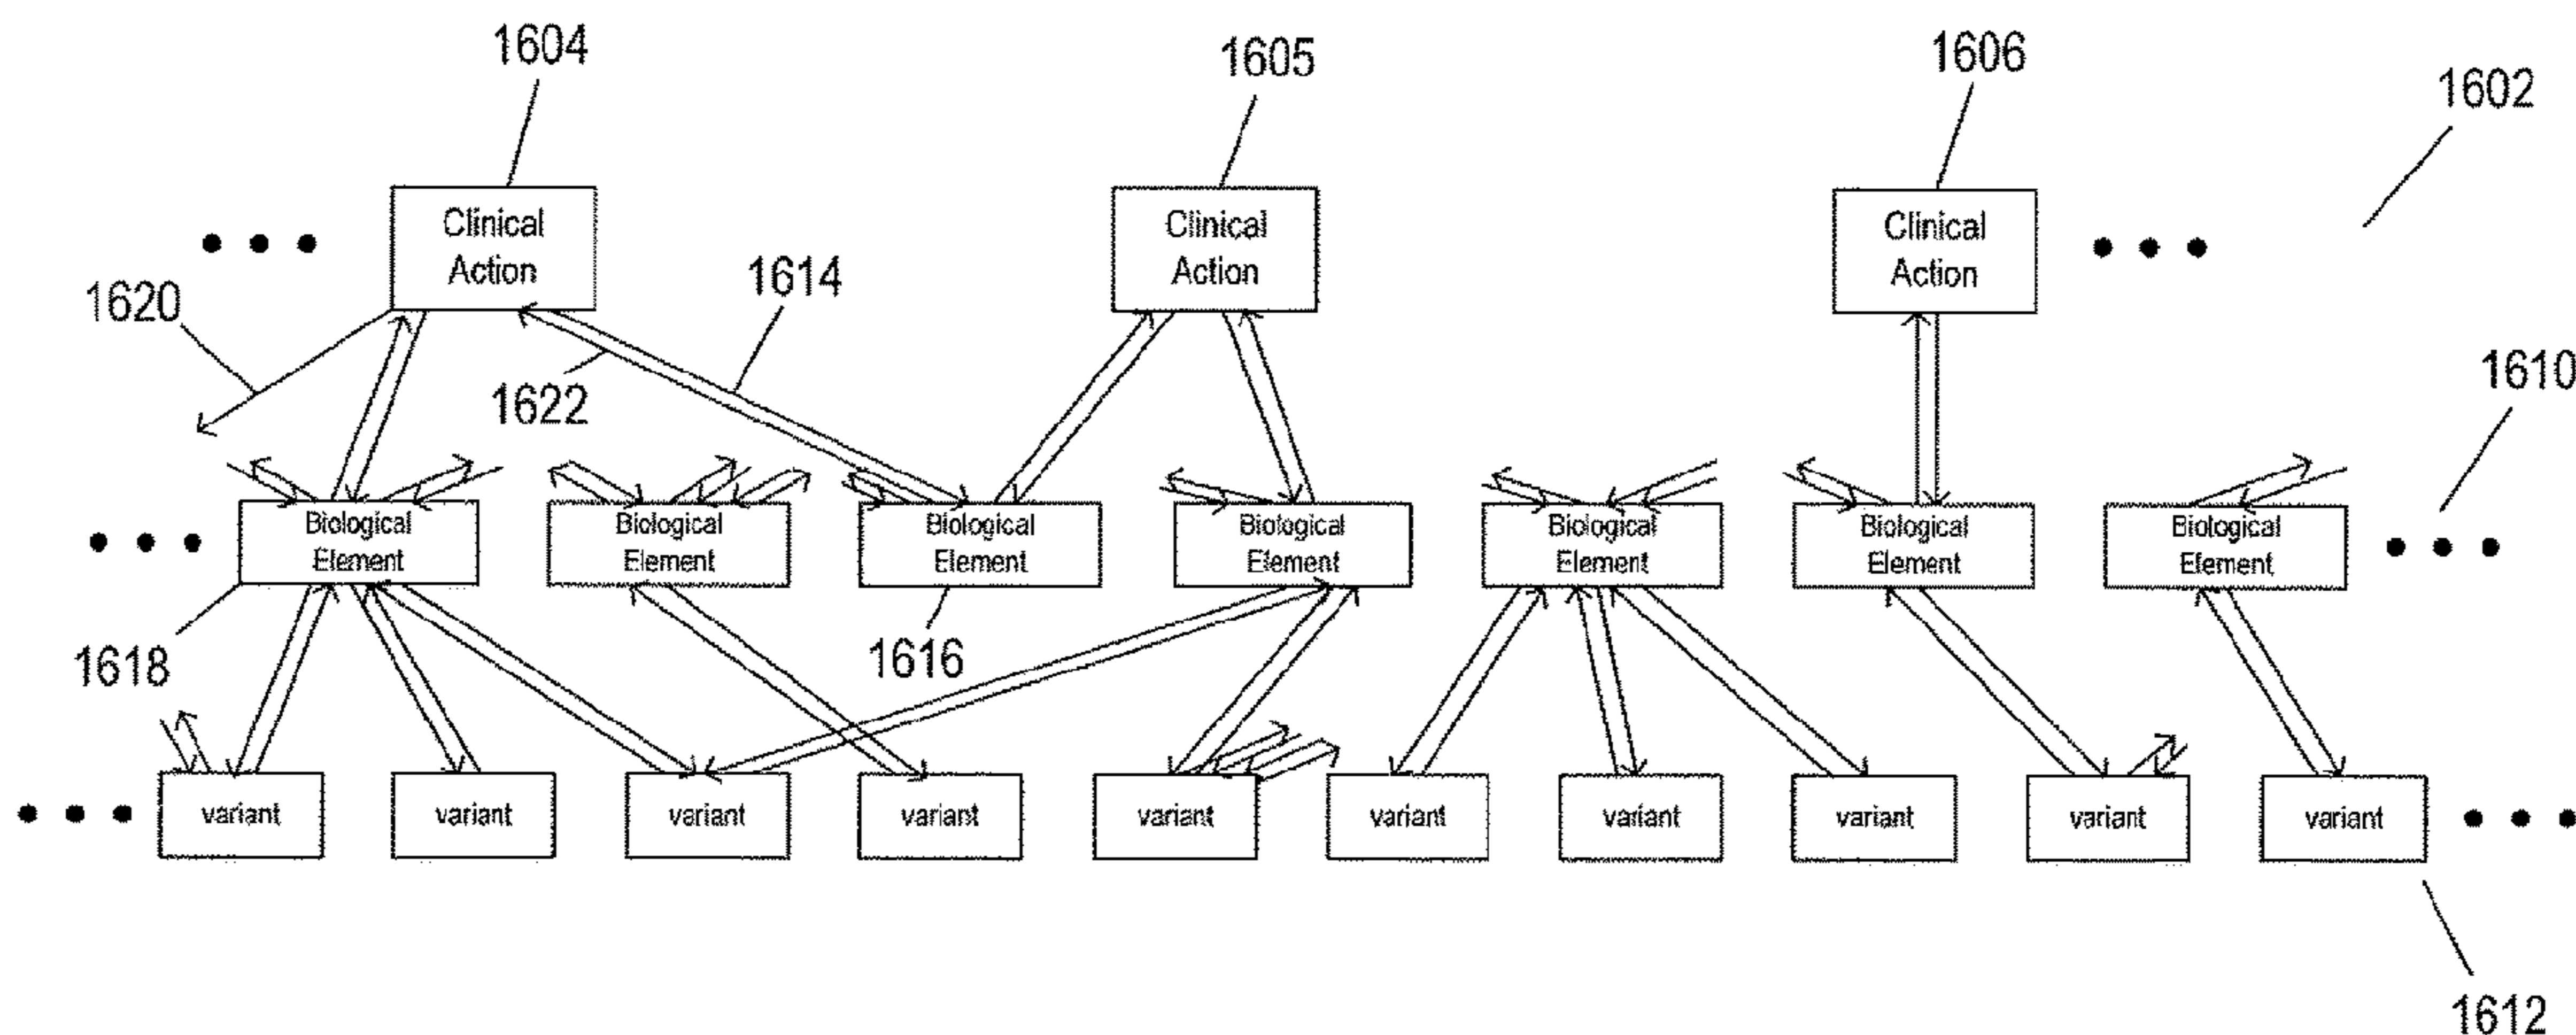 1604
1605
1606
1602
Clinical
Action
Clinical
Action
Clinical
Action
1620
1614
1622
1610
Biological
Element
Biological
Element
Biological
Element
Biological
Element
Biological
Element
Biological
Element
Biological
Element
1618
1616
variant
variant
variant
variant
variant
variant
variant
variant
variant
variant
1612